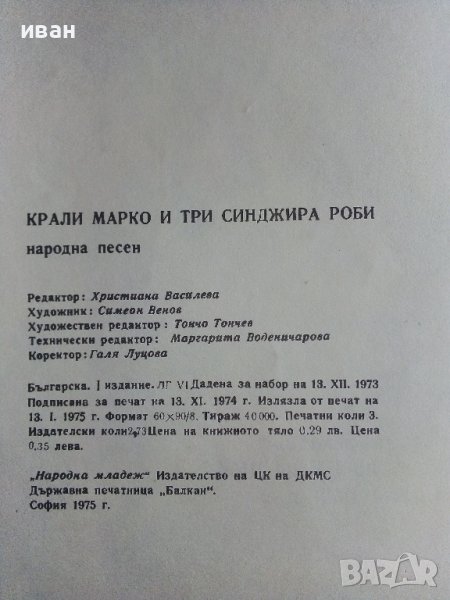 иван
КРАЛИ МАРКО И ТРИ СИНДЖИРА РОБИ
народна песен
Редактор: Христиана Василева
Художник: Симеон Венов
Художествен редактор: Тончо Тончев
Технически редактор: Маргарита Воденичарова
Коректор: Галя Луцова
Българска. I издание. ЛГ VI Дадена за набор на 13. XII. 1973
Подписана за печат на 13. XI. 1974 г. Излязла от печат на
13. I. 1975 г. Формат 60×90/8. Тираж 40000. Печатни коли 3.
Издателски коли 2,73 Цена на книжното тяло 0.29 лв. Цена
0,35 лева.
„Народна младеж" Издателство на ЦК на ДКМС
Държавна печатница „Балкан".
София 1975 г.
BAZAR